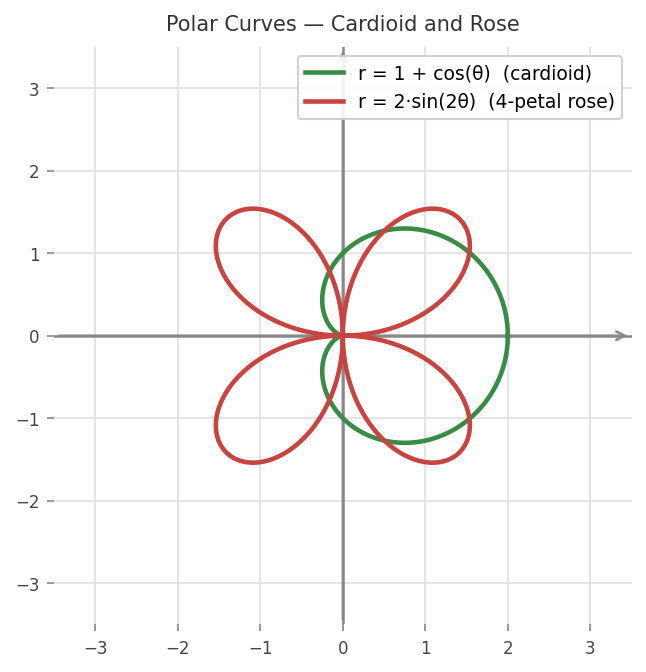 Polar Curves — Cardioid and Rose
r = 1 + cos(θ)  (cardioid)
r = 2·sin(2θ)  (4-petal rose)
3
2
1
0
−1
−2
−3
−3 −2 −1 0 1 2 3